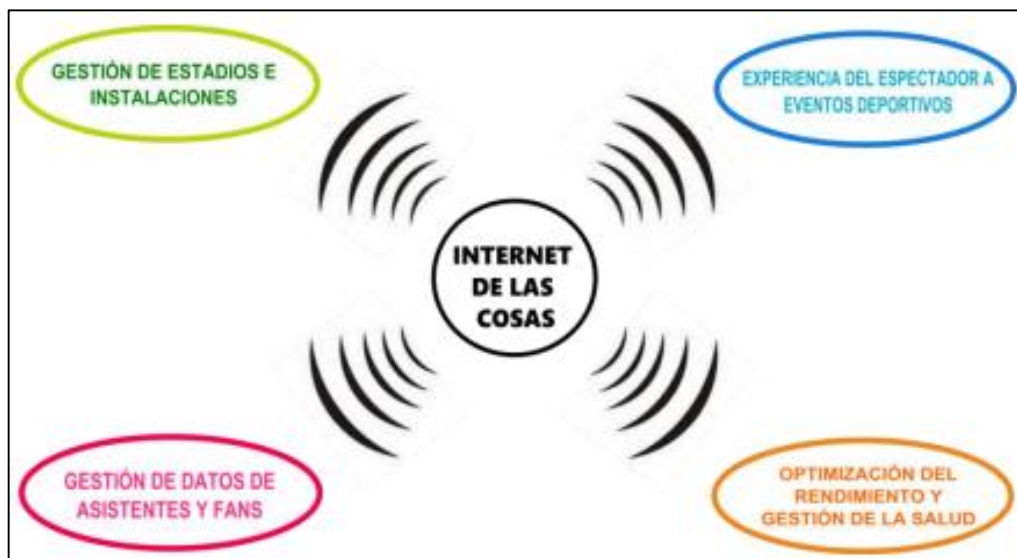 GESTIÓN DE ESTADIOS E
INSTALACIONES
EXPERIENCIA DEL ESPECTADOR A
EVENTOS DEPORTIVOS
INTERNET
DE LAS
COSAS
GESTIÓN DE DATOS DE
ASISTENTES Y FANS
OPTIMIZACIÓN DEL
RENDIMIENTO Y
GESTIÓN DE LA SALUD